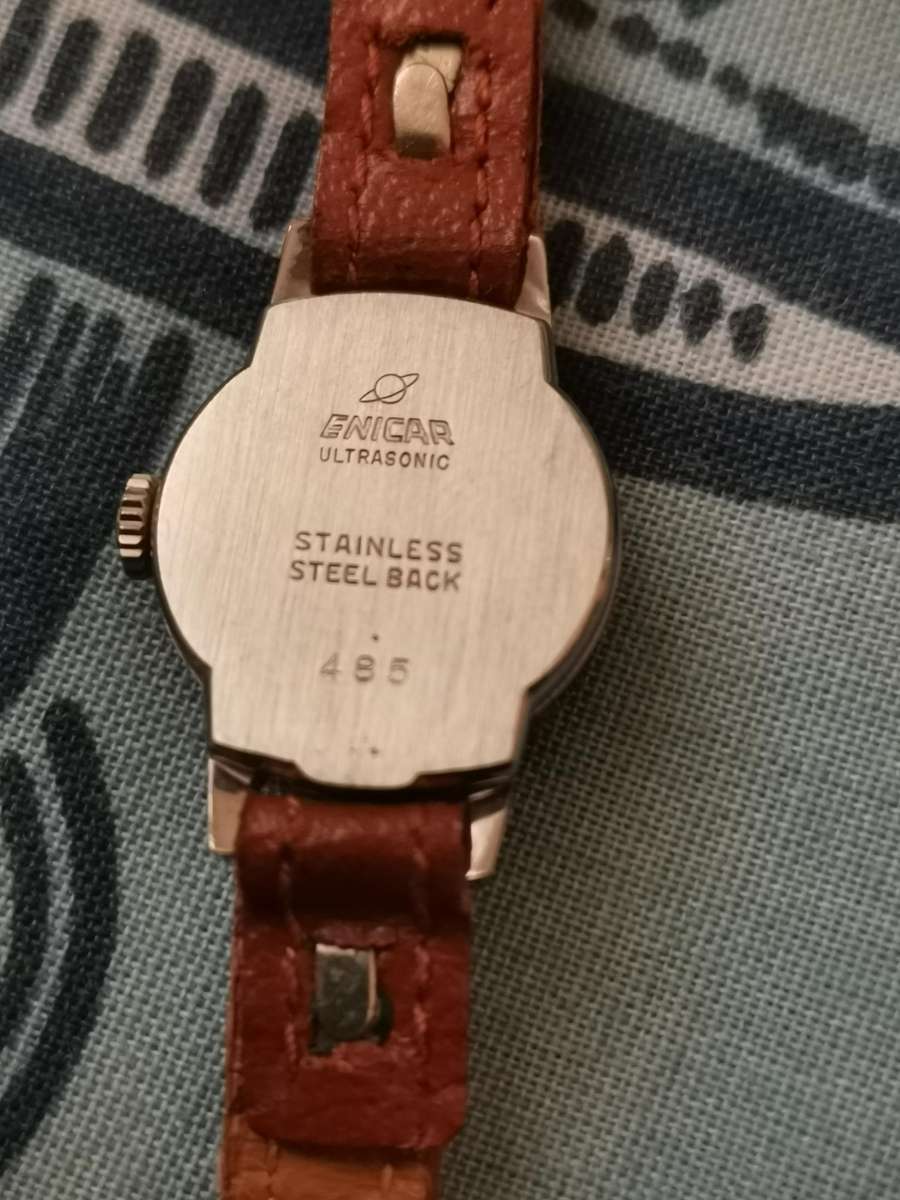 ENICAR
ULTRASONIC
STAINLESS
STEEL BACK
485